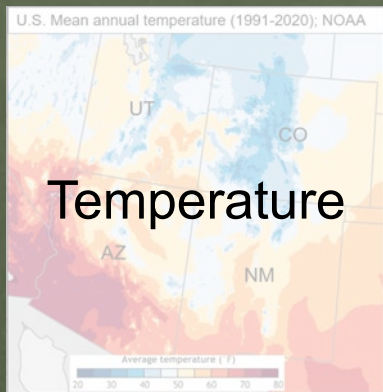 U.S. Mean annual temperature (1991-2020); NOAA
UT
CO
Temperature
AZ
NM
Average temperature (°F)
20 30 40 50 60 70 80